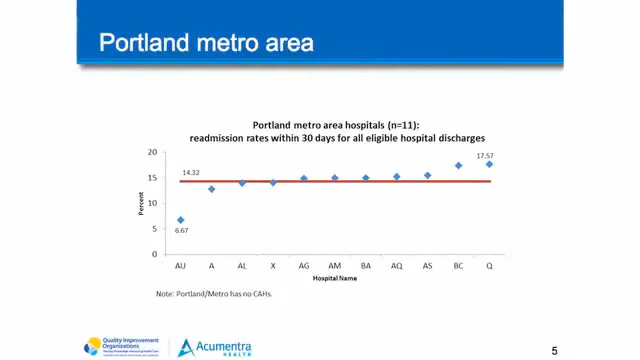 Portland metro area
Portland metro area hospitals (n=11):
readmission rates within 30 days for all eligible hospital discharges
20
15
10
5
0
Percent
14.32
6.67
17.57
AU A AL X AG AM BA AQ AS BC Q
Hospital Name
Note: Portland/Metro has no CAHs.
Quality Improvement
Organizations
Acumentra
HEALTH
5